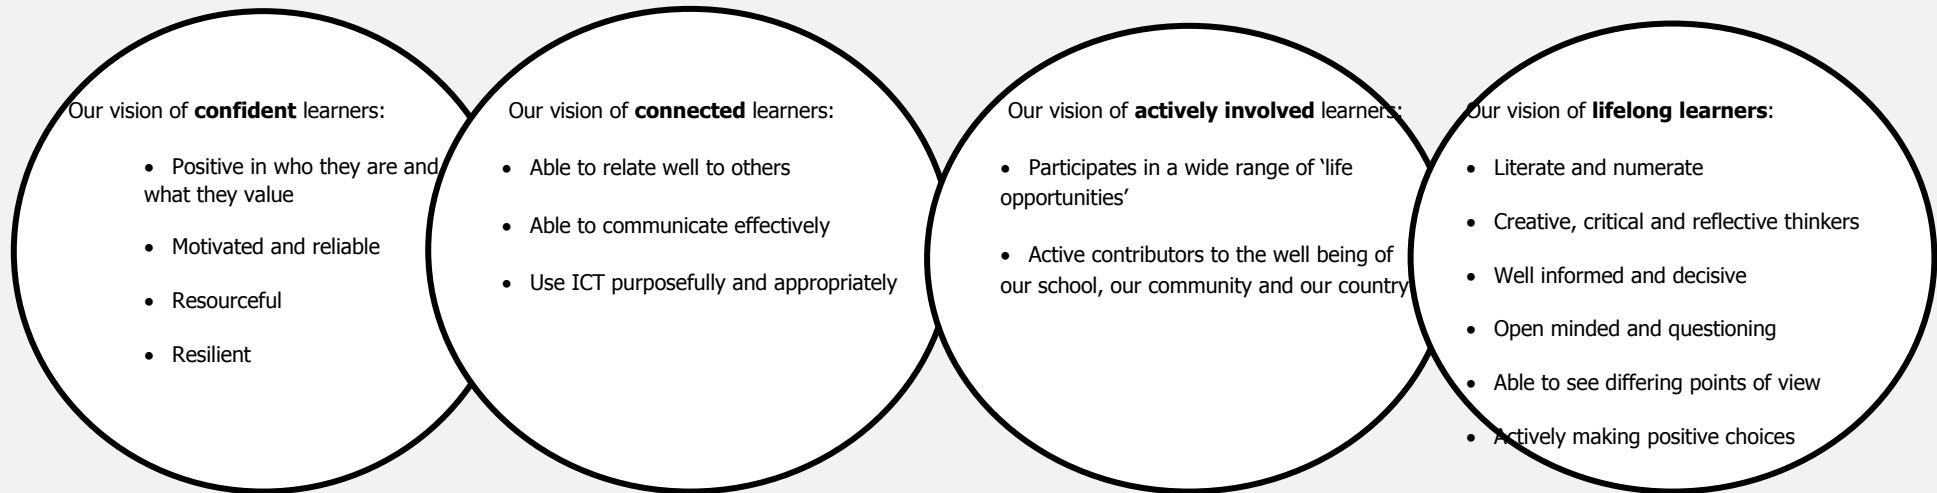 Our vision of confident learners:
• Positive in who they are and
what they value
• Motivated and reliable
• Resourceful
• Resilient
Our vision of connected learners:
• Able to relate well to others
• Able to communicate effectively
• Use ICT purposefully and appropriately
Our vision of actively involved learners:
• Participates in a wide range of ‘life
opportunities’
• Active contributors to the well being of
our school, our community and our country
Our vision of lifelong learners:
• Literate and numerate
• Creative, critical and reflective thinkers
• Well informed and decisive
• Open minded and questioning
• Able to see differing points of view
• Actively making positive choices